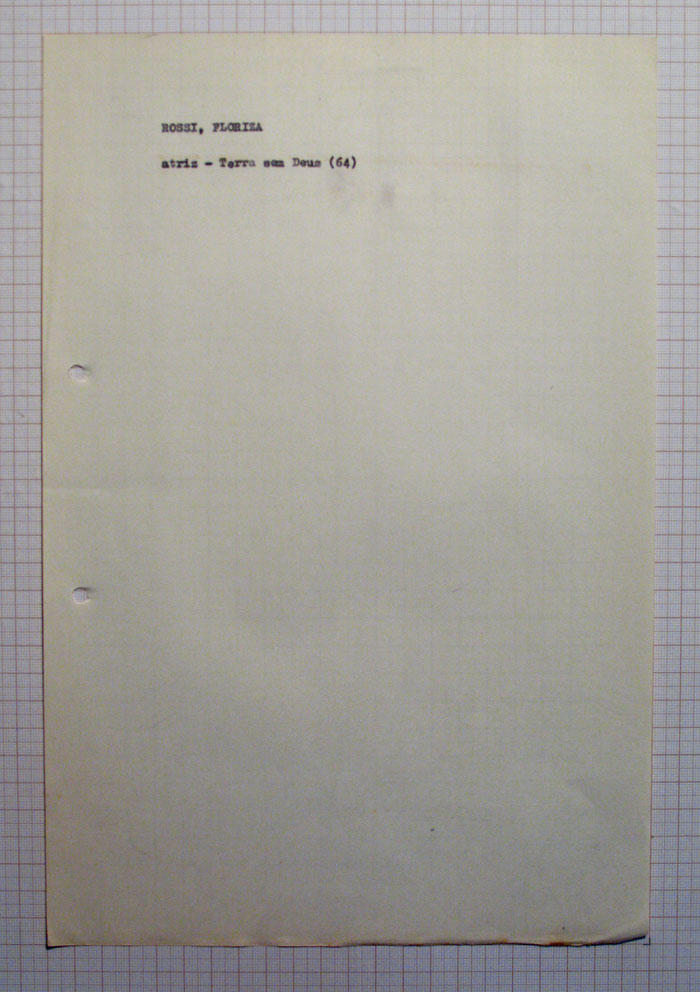 ROSSI, FLORIZA
atriz - Terra sem Deus (64)